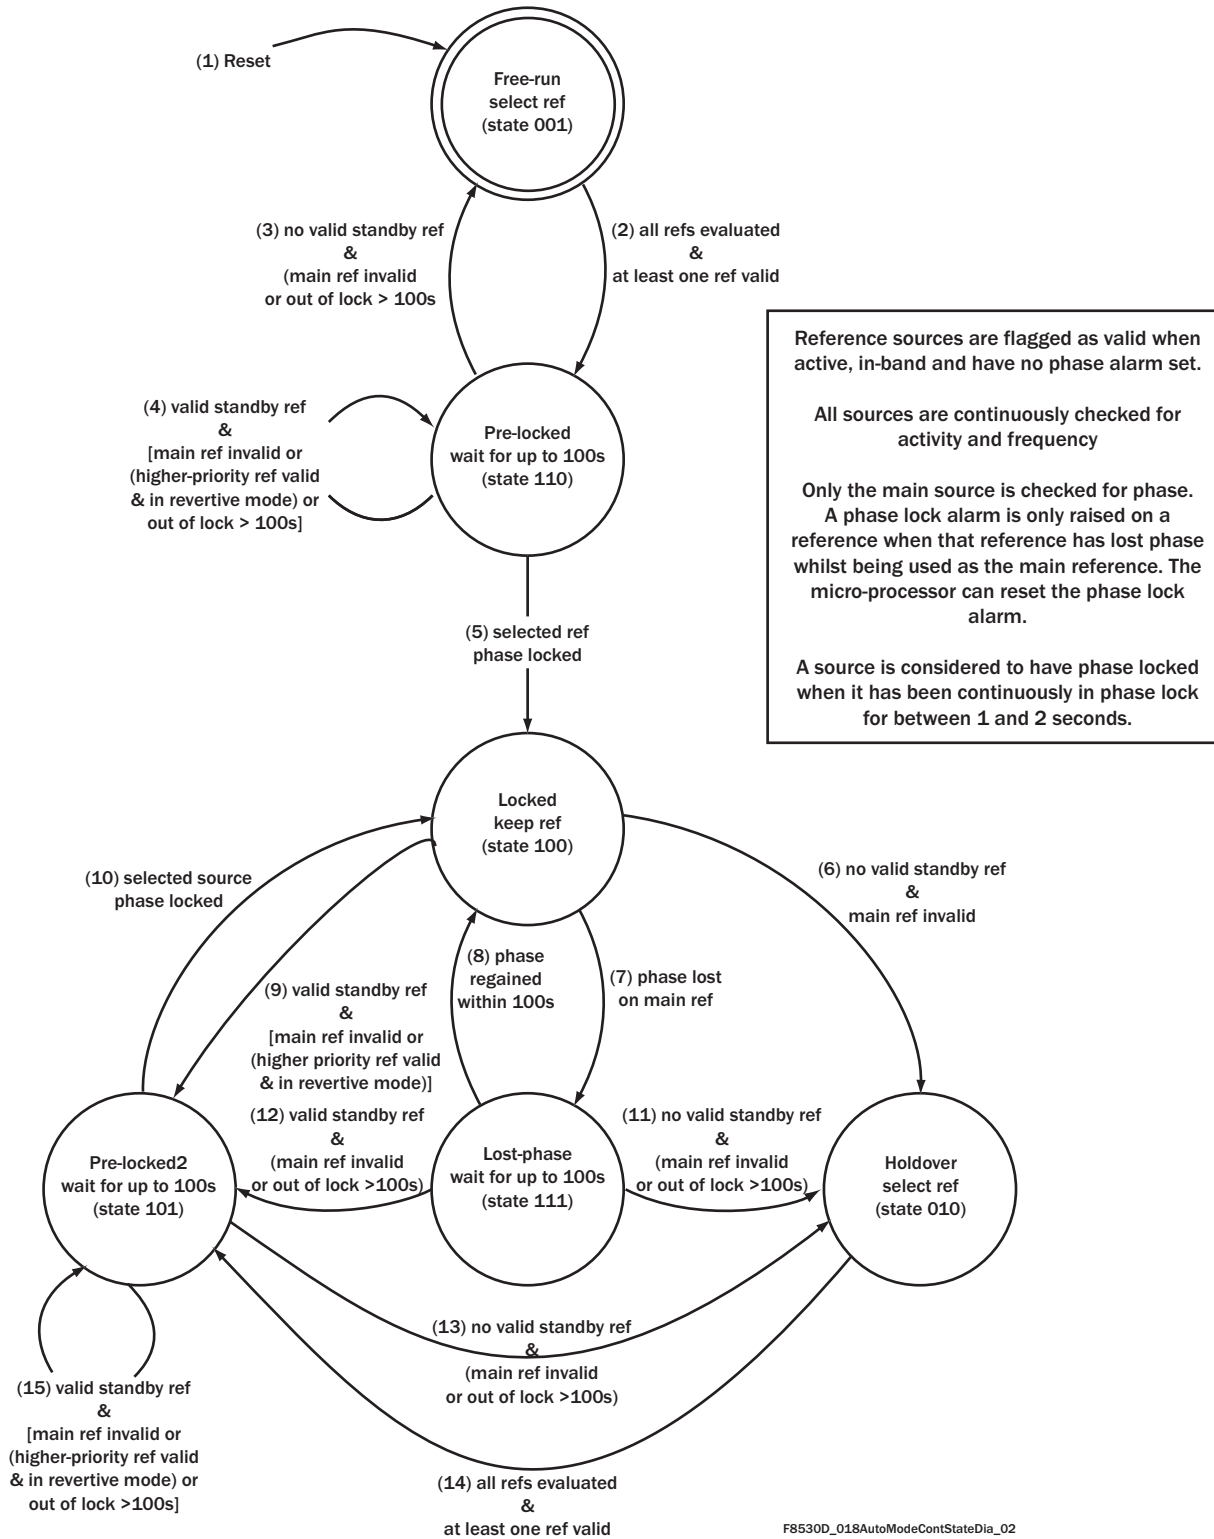 (1) Reset
Free-run
select ref
(state 001)
(3) no valid standby ref
&
(main ref invalid
or out of lock > 100s
(2) all refs evaluated
&
at least one ref valid
Reference sources are flagged as valid when
active, in-band and have no phase alarm set.
All sources are continuously checked for
activity and frequency
Only the main source is checked for phase.
A phase lock alarm is only raised on a
reference when that reference has lost phase
whilst being used as the main reference. The
micro-processor can reset the phase lock
alarm.
A source is considered to have phase locked
when it has been continuously in phase lock
for between 1 and 2 seconds.
(4) valid standby ref
&
[main ref invalid or
(higher-priority ref valid
& in revertive mode) or
out of lock > 100s]
Pre-locked
wait for up to 100s
(state 110)
(5) selected ref
phase locked
Locked
keep ref
(state 100)
(10) selected source
phase locked
(6) no valid standby ref
&
main ref invalid
(8) phase
regained
within 100s
(7) phase lost
on main ref
(9) valid standby ref
&
[main ref invalid or
(higher priority ref valid
& in revertive mode)]
(12) valid standby ref
&
(main ref invalid
or out of lock >100s)
(11) no valid standby ref
&
(main ref invalid
or out of lock >100s)
Pre-locked2
wait for up to 100s
(state 101)
Lost-phase
wait for up to 100s
(state 111)
Holdover
select ref
(state 010)
(13) no valid standby ref
&
(main ref invalid
or out of lock >100s)
(15) valid standby ref
&
[main ref invalid or
(higher-priority ref valid
& in revertive mode) or
out of lock >100s]
(14) all refs evaluated
&
at least one ref valid
F8530D_018AutoModeContStateDia_02